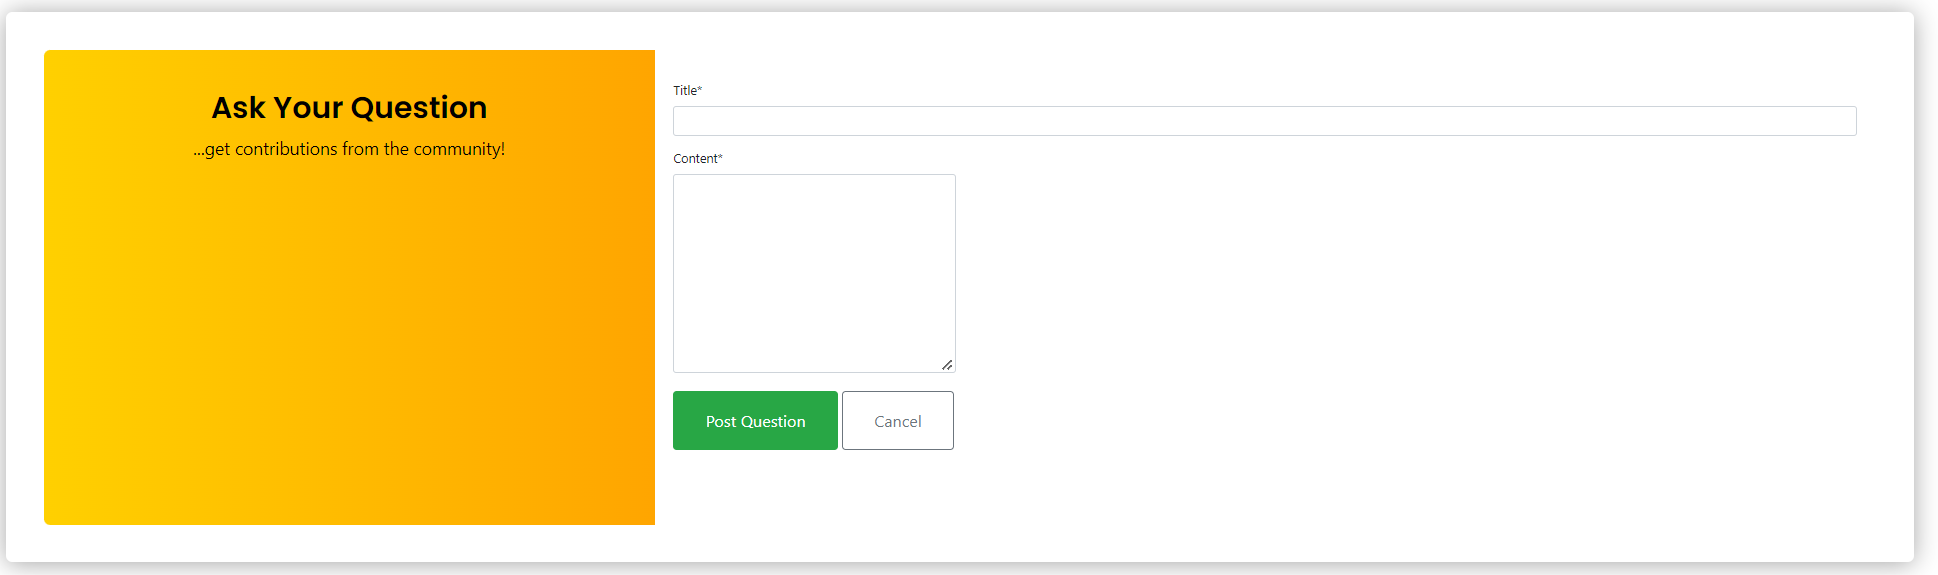 Ask Your Question
...get contributions from the community!
Title*
Content*
Post Question
Cancel